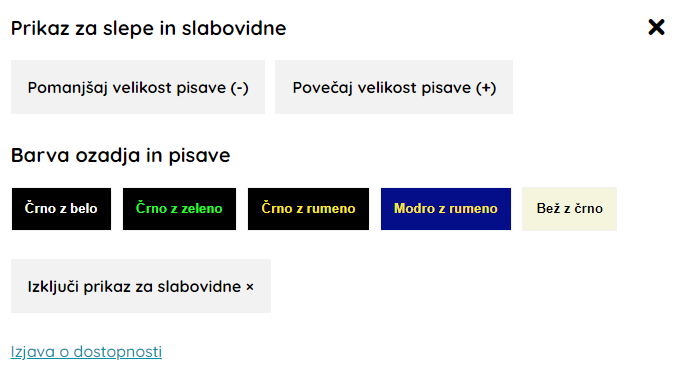 Prikaz za slepe in slabovidne
Pomanjšaj velikost pisave (-) Povečaj velikost pisave (+)
Barva ozadja in pisave
Črno z belo Črno z zeleno Črno z rumeno Modro z rumeno Bež z črno
Izključi prikaz za slabovidne ×
Izjava o dostopnosti